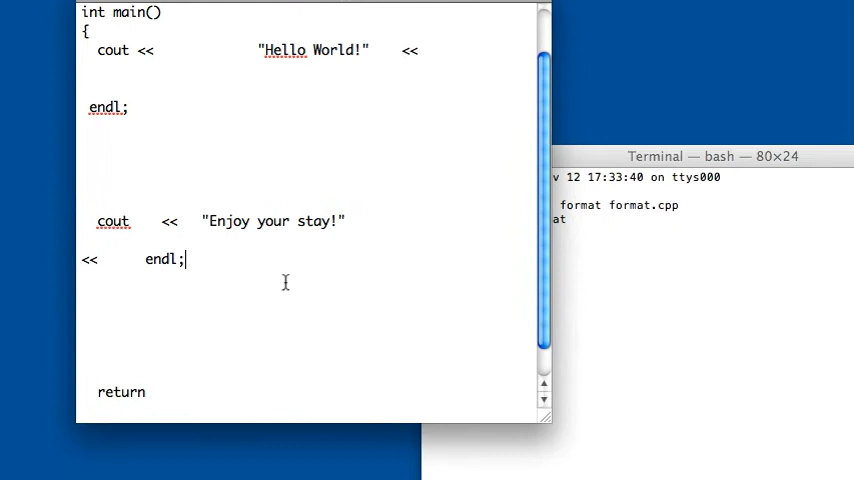 int main()
{
cout << "Hello World!" <<
endl;
cout << "Enjoy your stay!"
<< endl;
return
Terminal — bash — 80×24
v 12 17:33:40 on ttys000
format format.cpp
at